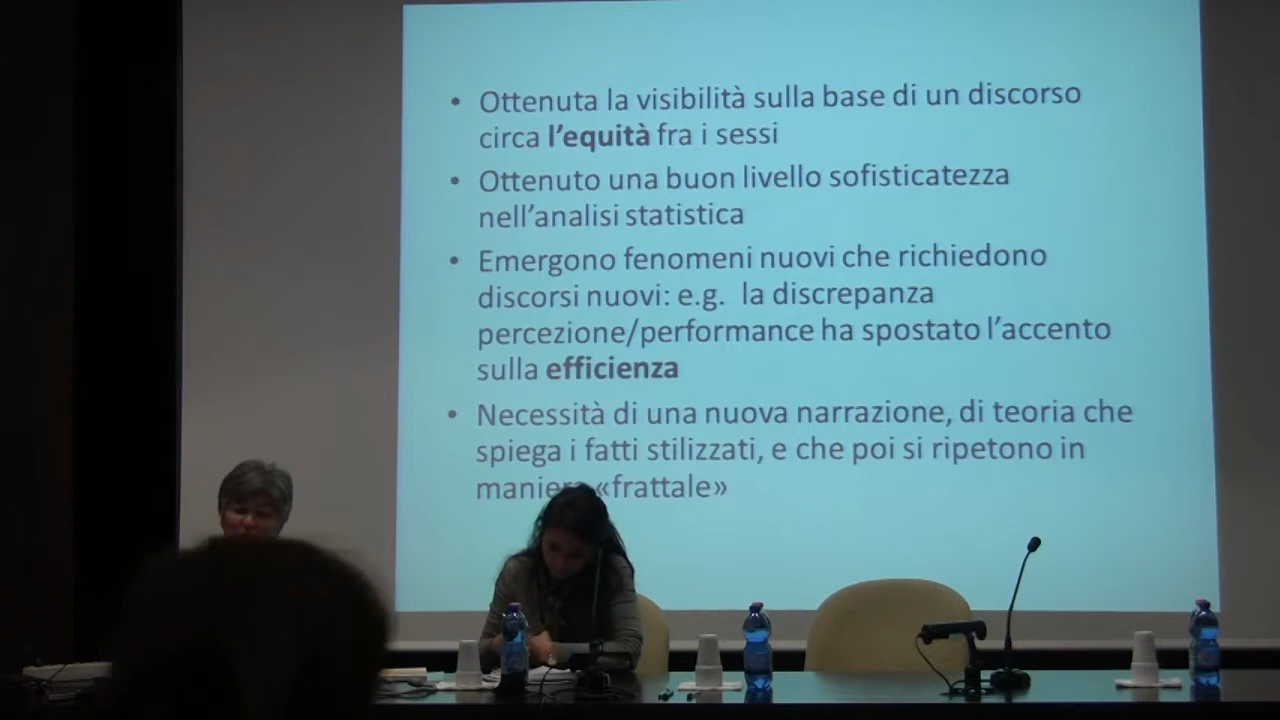 • Ottenuta la visibilità sulla base di un discorso
circa l'equità fra i sessi
• Ottenuto una buon livello sofisticatezza
nell'analisi statistica
• Emergono fenomeni nuovi che richiedono
discorsi nuovi: e.g. la discrepanza
percezione/performance ha spostato l'accento
sulla efficienza
• Necessità di una nuova narrazione, di teoria che
spiega i fatti stilizzati, e che poi si ripetono in
maniera «frattale»